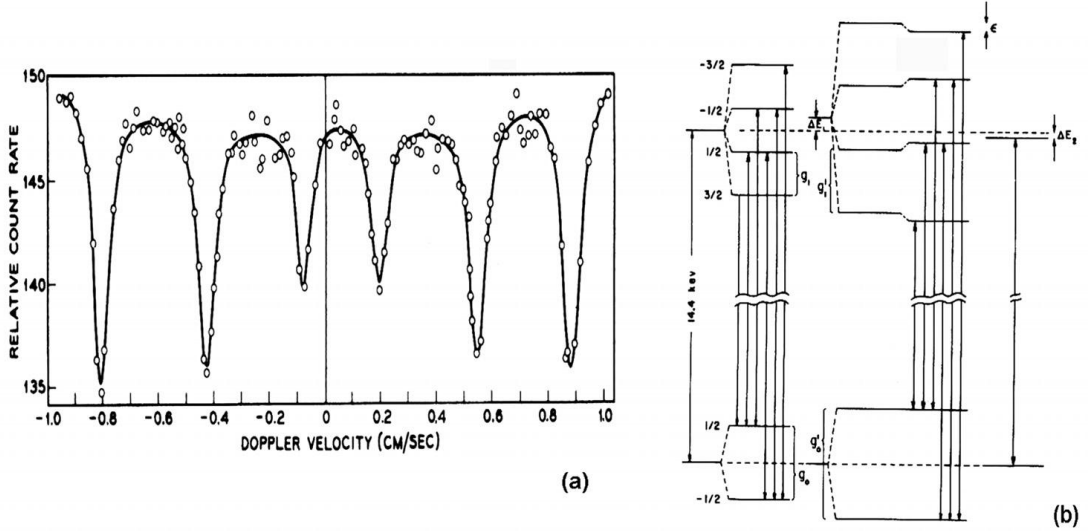 RELATIVE COUNT RATE
150
145
140
135
-1.0
-0.8
-0.6
-0.4
-0.2
0
0.2
0.4
0.6
0.8
1.0
DOPPLER VELOCITY (CM/SEC)
(a)
14.4 kev
-3/2
-1/2
1/2
3/2
g₁
1/2
-1/2
g₀
ΔE₁
g₁'
g₀'
ϵ
ΔE₂
(b)